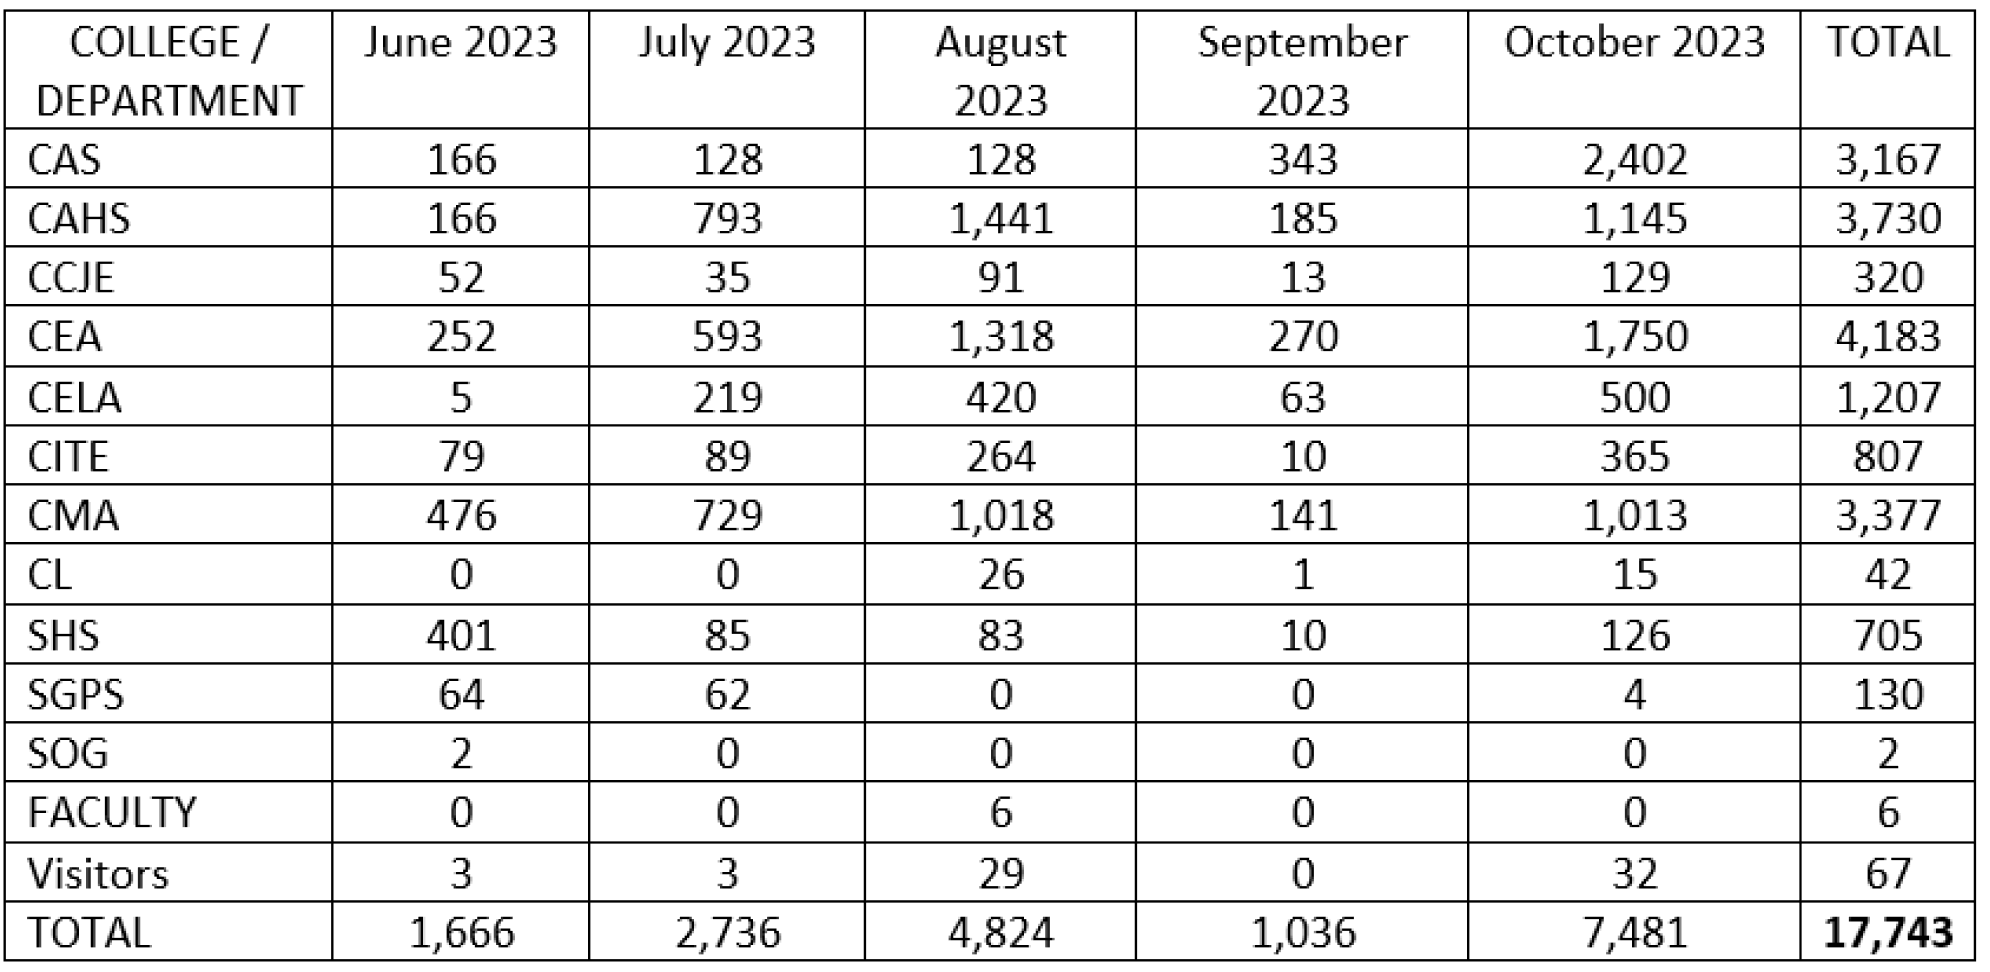 COLLEGE / DEPARTMENT June 2023 July 2023 August 2023 September 2023 October 2023 TOTAL
CAS 166 128 128 343 2,402 3,167
CAHS 166 793 1,441 185 1,145 3,730
CCJE 52 35 91 13 129 320
CEA 252 593 1,318 270 1,750 4,183
CELA 5 219 420 63 500 1,207
CITE 79 89 264 10 365 807
CMA 476 729 1,018 141 1,013 3,377
CL 0 0 26 1 15 42
SHS 401 85 83 10 126 705
SGPS 64 62 0 0 4 130
SOG 2 0 0 0 0 2
FACULTY 0 0 6 0 0 6
Visitors 3 3 29 0 32 67
TOTAL 1,666 2,736 4,824 1,036 7,481 17,743